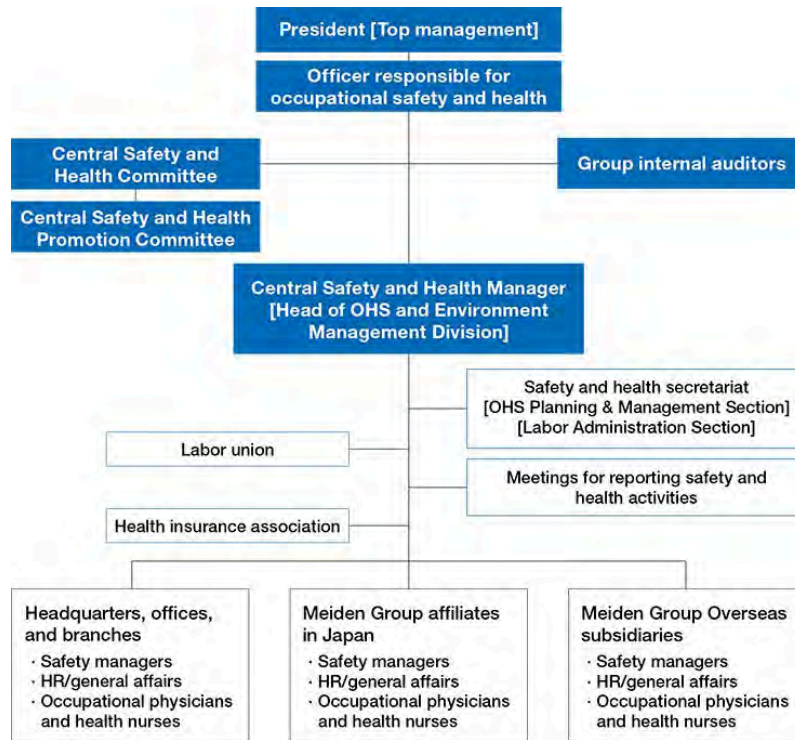 President [Top management]
Officer responsible for
occupational safety and health
Central Safety and
Health Committee
Group internal auditors
Central Safety and Health
Promotion Committee
Central Safety and Health Manager
[Head of OHS and Environment
Management Division]
Safety and health secretariat
[OHS Planning & Management Section]
[Labor Administration Section]
Labor union
Meetings for reporting safety and
health activities
Health insurance association
Headquarters, offices,
and branches
· Safety managers
· HR/general affairs
· Occupational physicians
and health nurses
Meiden Group affiliates
in Japan
· Safety managers
· HR/general affairs
· Occupational physicians
and health nurses
Meiden Group Overseas
subsidiaries
· Safety managers
· HR/general affairs
· Occupational physicians
and health nurses